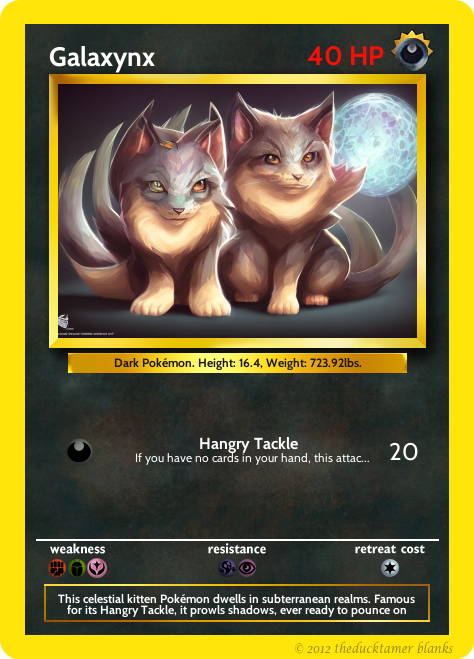 Galaxynx
40 HP
Dark Pokémon. Height: 16.4, Weight: 723.92lbs.
Hangry Tackle
20
If you have no cards in your hand, this attac...
weakness
resistance
retreat cost
This celestial kitten Pokémon dwells in subterranean realms. Famous
for its Hangry Tackle, it prowls shadows, ever ready to pounce on
© 2012 theducktamer blanks